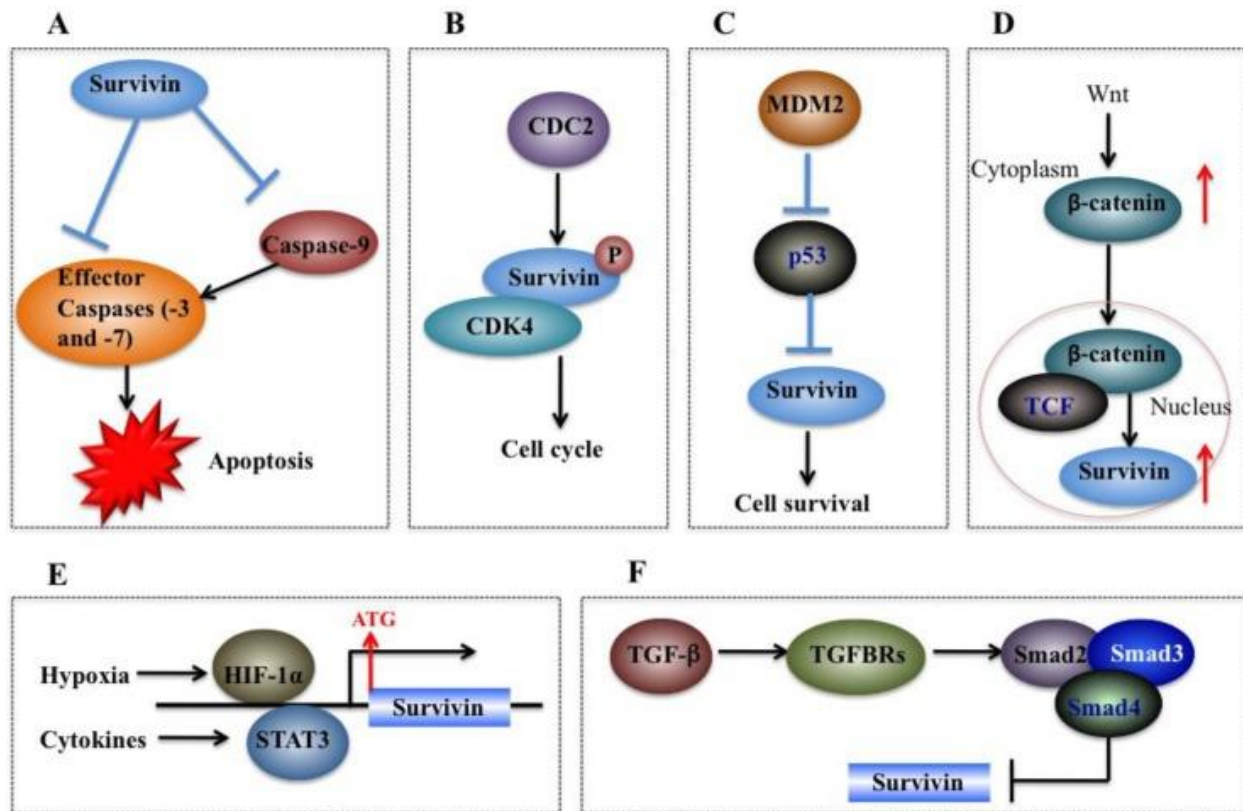 A
Survivin
Caspase-9
Effector
Caspases (-3
and -7)
Apoptosis
B
CDC2
P
Survivin
CDK4
Cell cycle
C
MDM2
p53
Survivin
Cell survival
D
Wnt
Cytoplasm
β-catenin
β-catenin
TCF
Nucleus
Survivin
E
ATG
Hypoxia
HIF-1α
Survivin
Cytokines
STAT3
F
TGF-β
TGFBRs
Smad2
Smad3
Smad4
Survivin